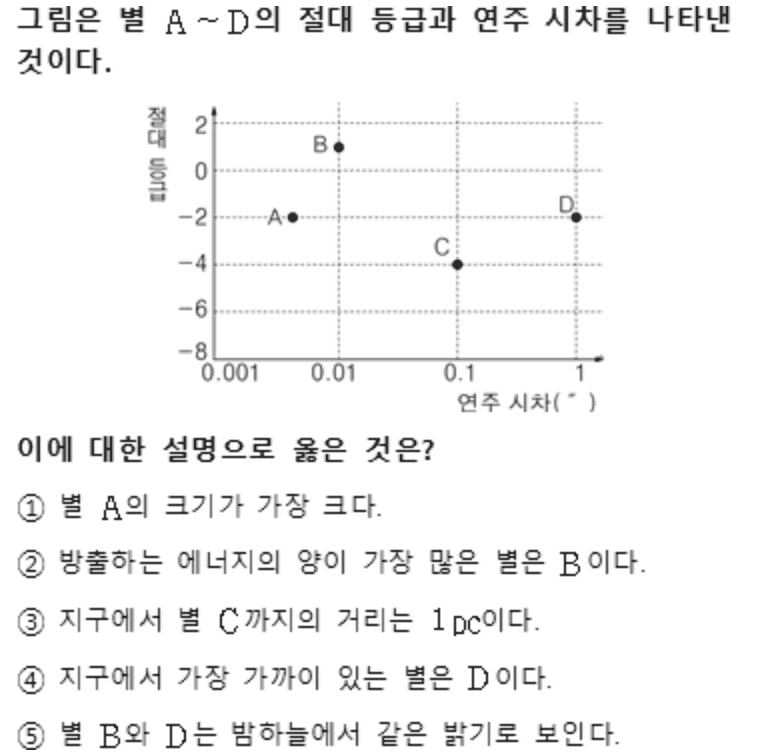 그림은 별 A ~ D의 절대 등급과 연주 시차를 나타낸
것이다.
절대 등급
2
B
0
D
-2
A
C
-4
-6
-8
0.001 0.01 0.1 1
연주 시차(″)
이에 대한 설명으로 옳은 것은?
① 별 A의 크기가 가장 크다.
② 방출하는 에너지의 양이 가장 많은 별은 B이다.
③ 지구에서 별 C까지의 거리는 1pc이다.
④ 지구에서 가장 가까이 있는 별은 D이다.
⑤ 별 B와 D는 밤하늘에서 같은 밝기로 보인다.